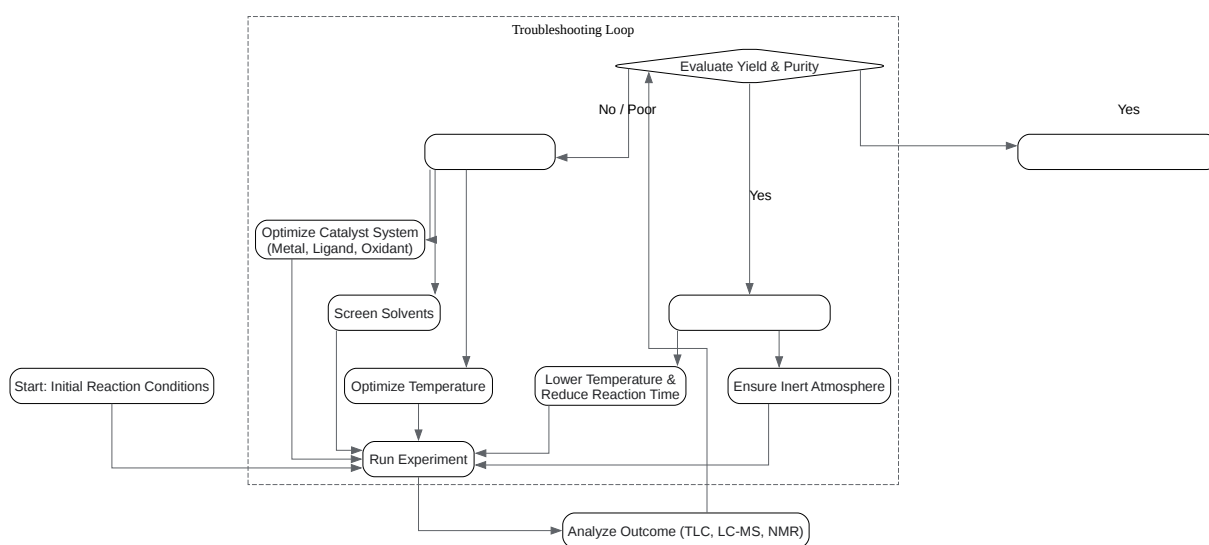 Troubleshooting Loop
Evaluate Yield & Purity
No / Poor
Yes
Yes
Optimize Catalyst System
(Metal, Ligand, Oxidant)
Screen Solvents
Start: Initial Reaction Conditions
Optimize Temperature
Lower Temperature &
Reduce Reaction Time
Ensure Inert Atmosphere
Run Experiment
Analyze Outcome (TLC, LC-MS, NMR)